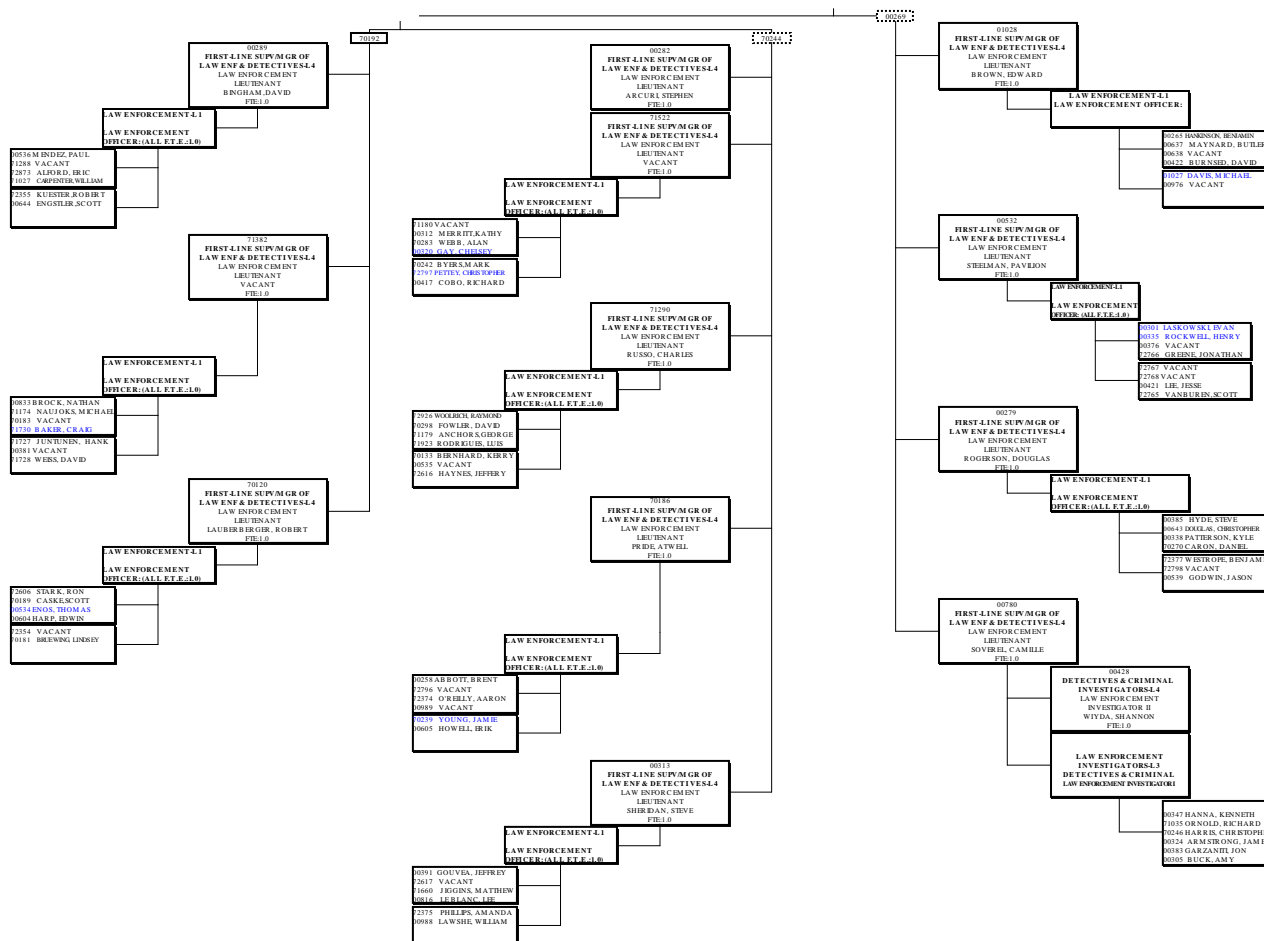 00269
70192
70244
00289
FIRST-LINE SUPV/MGR OF
LAW ENF & DETECTIVES-L4
LAW ENFORCEMENT
LIEUTENANT
BINGHAM,DAVID
FTE:1.0
LAW ENFORCEMENT-L1
LAW ENFORCEMENT
OFFICER: (ALL F.T.E.:1.0)
00536 MENDEZ, PAUL
71288 VACANT
72873 ALFORD, ERIC
71027 CARPENTER,WILLIAM
72355 KUESTER,ROBERT
00644 ENGSTLER,SCOTT
71382
FIRST-LINE SUPV/MGR OF
LAW ENF & DETECTIVES-L4
LAW ENFORCEMENT
LIEUTENANT
VACANT
FTE:1.0
LAW ENFORCEMENT-L1
LAW ENFORCEMENT
OFFICER: (ALL F.T.E.:1.0)
00833 BROCK, NATHAN
71174 NAUJOKS, MICHAEL
70183 VACANT
71730 BAKER, CRAIG
71727 JUNTUNEN, HANK
00381 VACANT
71728 WEISS, DAVID
70120
FIRST-LINE SUPV/MGR OF
LAW ENF & DETECTIVES-L4
LAW ENFORCEMENT
LIEUTENANT
LAUBERBERGER, ROBERT
FTE:1.0
LAW ENFORCEMENT-L1
LAW ENFORCEMENT
OFFICER: (ALL F.T.E.:1.0)
72606 STARK, RON
70189 CASKE,SCOTT
00534 ENOS, THOMAS
00604 HARP, EDWIN
72354 VACANT
70181 BRUEWING, LINDSEY
00282
FIRST-LINE SUPV/MGR OF
LAW ENF & DETECTIVES-L4
LAW ENFORCEMENT
LIEUTENANT
ARCURI, STEPHEN
FTE:1.0
71522
FIRST-LINE SUPV/MGR OF
LAW ENF & DETECTIVES-L4
LAW ENFORCEMENT
LIEUTENANT
VACANT
FTE:1.0
LAW ENFORCEMENT-L1
LAW ENFORCEMENT
OFFICER: (ALL F.T.E.:1.0)
71180 VACANT
00312 MERRITT,KATHY
70283 WEBB, ALAN
00320 GAY, CHELSEY
70242 BYERS,MARK
72797 PETTEY, CHRISTOPHER
00417 COBO, RICHARD
71290
FIRST-LINE SUPV/MGR OF
LAW ENF & DETECTIVES-L4
LAW ENFORCEMENT
LIEUTENANT
RUSSO, CHARLES
FTE:1.0
LAW ENFORCEMENT-L1
LAW ENFORCEMENT
OFFICER: (ALL F.T.E.:1.0)
72926 WOOLRICH, RAYMOND
70298 FOWLER, DAVID
71179 ANCHORS,GEORGE
71923 RODRIGUES, LUIS
70133 BERNHARD, KERRY
00535 VACANT
72616 HAYNES, JEFFERY
70186
FIRST-LINE SUPV/MGR OF
LAW ENF & DETECTIVES-L4
LAW ENFORCEMENT
LIEUTENANT
PRIDE, ATWELL
FTE:1.0
LAW ENFORCEMENT-L1
LAW ENFORCEMENT
OFFICER: (ALL F.T.E.:1.0)
00258 ABBOTT, BRENT
72796 VACANT
72374 O'REILLY, AARON
00989 VACANT
70239 YOUNG, JAMIE
00605 HOWELL, ERIK
00313
FIRST-LINE SUPV/MGR OF
LAW ENF & DETECTIVES-L4
LAW ENFORCEMENT
LIEUTENANT
SHERIDAN, STEVE
FTE:1.0
LAW ENFORCEMENT-L1
LAW ENFORCEMENT
OFFICER: (ALL F.T.E.:1.0)
00391 GOUVEA, JEFFREY
72617 VACANT
71660 JIGGINS, MATTHEW
00816 LEBLANC, LEE
72375 PHILLIPS, AMANDA
00988 LAWSHE, WILLIAM
01028
FIRST-LINE SUPV/MGR OF
LAW ENF & DETECTIVES-L4
LAW ENFORCEMENT
LIEUTENANT
BROWN, EDWARD
FTE:1.0
LAW ENFORCEMENT-L1
LAW ENFORCEMENT OFFICER:
00265 HANKINSON, BENJAMIN
00637 MAYNARD, BUTLER
00638 VACANT
00422 BURNSED, DAVID
01027 DAVIS, MICHAEL
00976 VACANT
00532
FIRST-LINE SUPV/MGR OF
LAW ENF & DETECTIVES-L4
LAW ENFORCEMENT
LIEUTENANT
STEELMAN, PAVILION
FTE:1.0
LAW ENFORCEMENT-L1
LAW ENFORCEMENT
OFFICER: (ALL F.T.E.:1.0)
00301 LASKOWSKI, EVAN
00335 ROCKWELL, HENRY
00376 VACANT
72766 GREENE, JONATHAN
72767 VACANT
72768 VACANT
00421 LEE, JESSE
72765 VANBUREN,SCOTT
00279
FIRST-LINE SUPV/MGR OF
LAW ENF & DETECTIVES-L4
LAW ENFORCEMENT
LIEUTENANT
ROGERSON, DOUGLAS
FTE:1.0
LAW ENFORCEMENT-L1
LAW ENFORCEMENT
OFFICER: (ALL F.T.E.:1.0)
00385 HYDE, STEVE
00643 DOUGLAS, CHRISTOPHER
00338 PATTERSON, KYLE
70270 CARON, DANIEL
72377 WESTROPE, BENJAM
72798 VACANT
00539 GODWIN, JASON
00780
FIRST-LINE SUPV/MGR OF
LAW ENF & DETECTIVES-L4
LAW ENFORCEMENT
LIEUTENANT
SOVEREL, CAMILLE
FTE:1.0
00428
DETECTIVES & CRIMINAL
INVESTIGATORS-L4
LAW ENFORCEMENT
INVESTIGATOR II
WIYDA, SHANNON
FTE:1.0
LAW ENFORCEMENT
INVESTIGATORS-L3
DETECTIVES & CRIMINAL
LAW ENFORCEMENT INVESTIGATOR I
00347 HANNA, KENNETH
71035 ORNOLD, RICHARD
70246 HARRIS, CHRISTOPH
00324 ARMSTRONG, JAME
00383 GARZANITI, JON
00305 BUCK, AMY